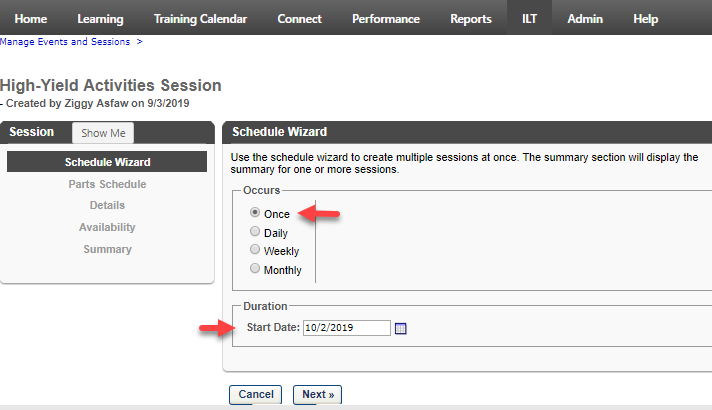 Home Learning Training Calendar Connect Performance Reports ILT Admin Help
Manage Events and Sessions >
High-Yield Activities Session
- Created by Ziggy Asfaw on 9/3/2019
Session Show Me
Schedule Wizard
Parts Schedule
Details
Availability
Summary
Schedule Wizard
Use the schedule wizard to create multiple sessions at once. The summary section will display the
summary for one or more sessions.
Occurs
Once
Daily
Weekly
Monthly
Duration
Start Date: 10/2/2019
Cancel Next »